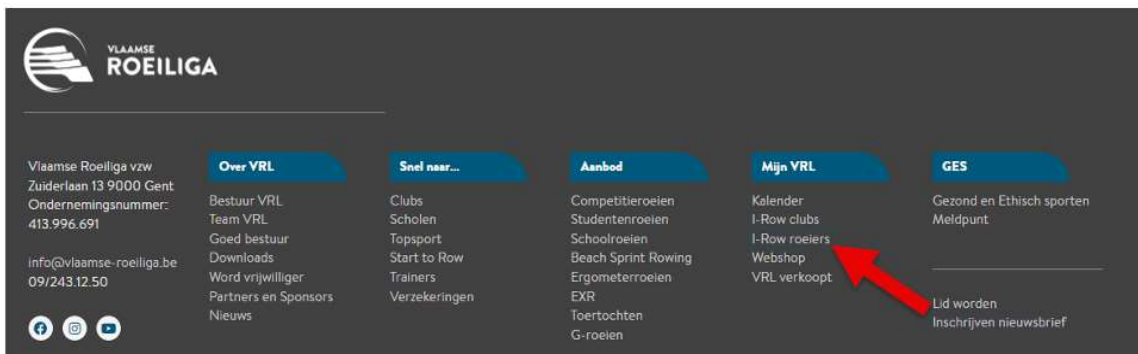 VLAAMSE
ROEILIGA
Vlaamse Roeiliga vzw
Zuiderlaan 13 9000 Gent
Ondernemingsnummer:
413.996.691
info@vlaamse-roeiliga.be
09/243.12.50
Over VRL
Bestuur VRL
Team VRL
Goed bestuur
Downloads
Word vrijwilliger
Partners en Sponsors
Nieuws
Snel naar...
Clubs
Scholen
Topsport
Start to Row
Trainers
Verzekeringen
Aanbod
Competitieroeien
Studentenroeien
Schoolroeien
Beach Sprint Rowing
Ergometerroeien
EXR
Toertochten
G-roeien
Mijn VRL
Kalender
I-Row clubs
I-Row roeiers
Webshop
VRL verkoopt
GES
Gezond en Ethisch sporten
Meldpunt
Lid worden
Inschrijven nieuwsbrief